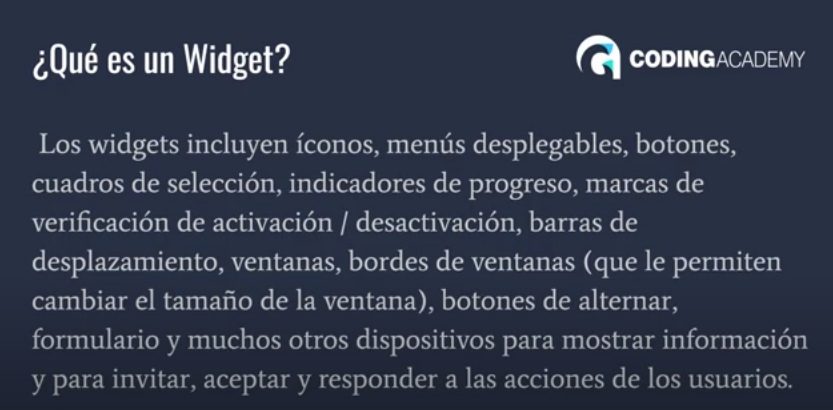 ¿Qué es un Widget?
CODINGACADEMY
Los widgets incluyen íconos, menús desplegables, botones,
cuadros de selección, indicadores de progreso, marcas de
verificación de activación / desactivación, barras de
desplazamiento, ventanas, bordes de ventanas (que le permiten
cambiar el tamaño de la ventana), botones de alternar,
formulario y muchos otros dispositivos para mostrar información
y para invitar, aceptar y responder a las acciones de los usuarios.